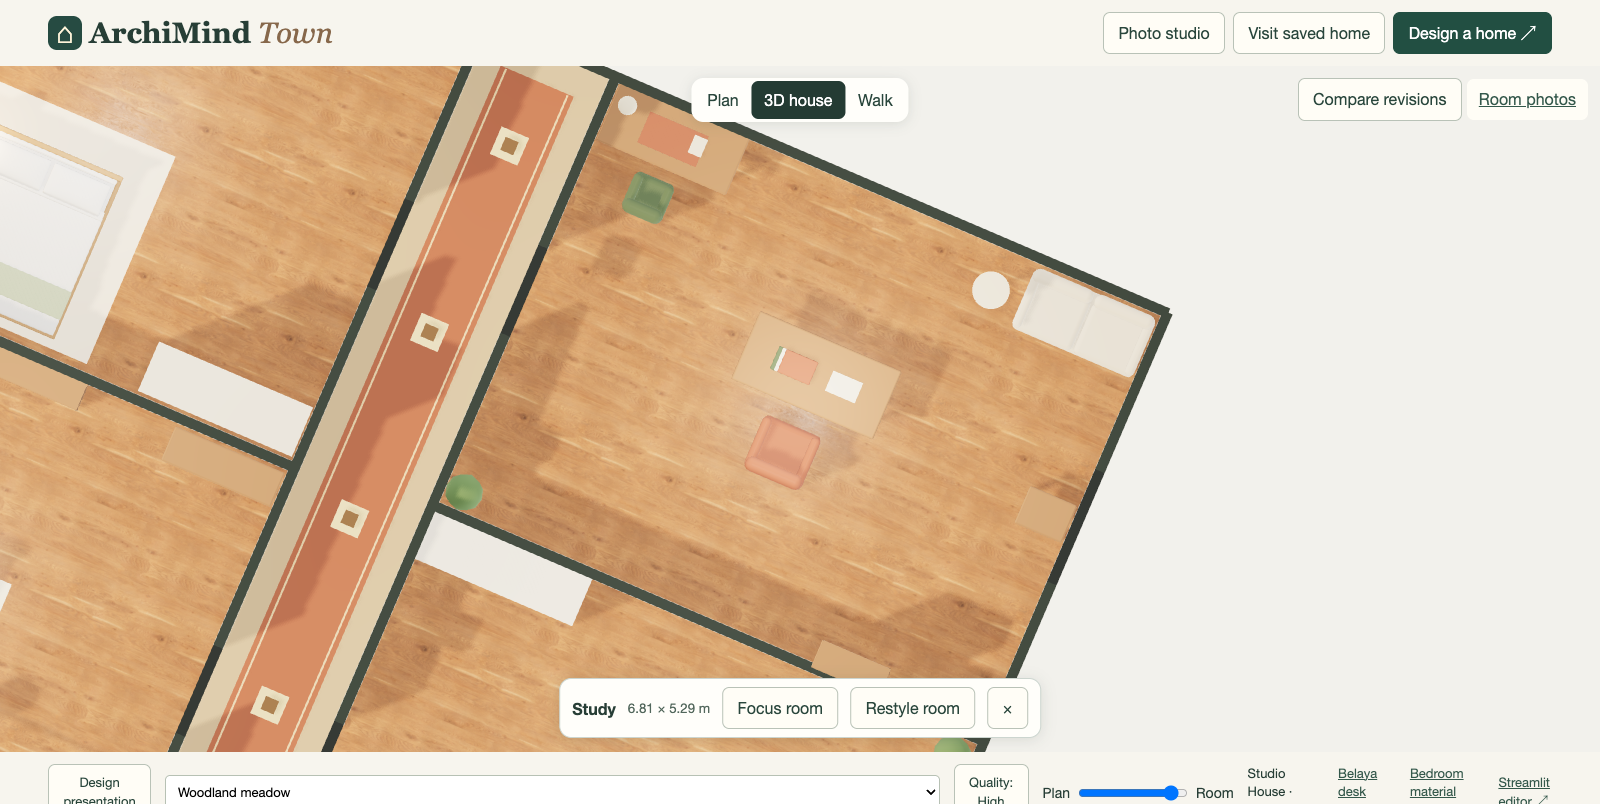 ArchiMind Town
Photo studio
Visit saved home
Design a home ↗
Plan
3D house
Walk
Compare revisions
Room photos
Study 6.81 × 5.29 m
Focus room
Restyle room
×
Design
presentation
Woodland meadow
Quality:
High
Plan
Room
Studio
House ·
Belaya
desk
Bedroom
material
Streamlit
editor ↗